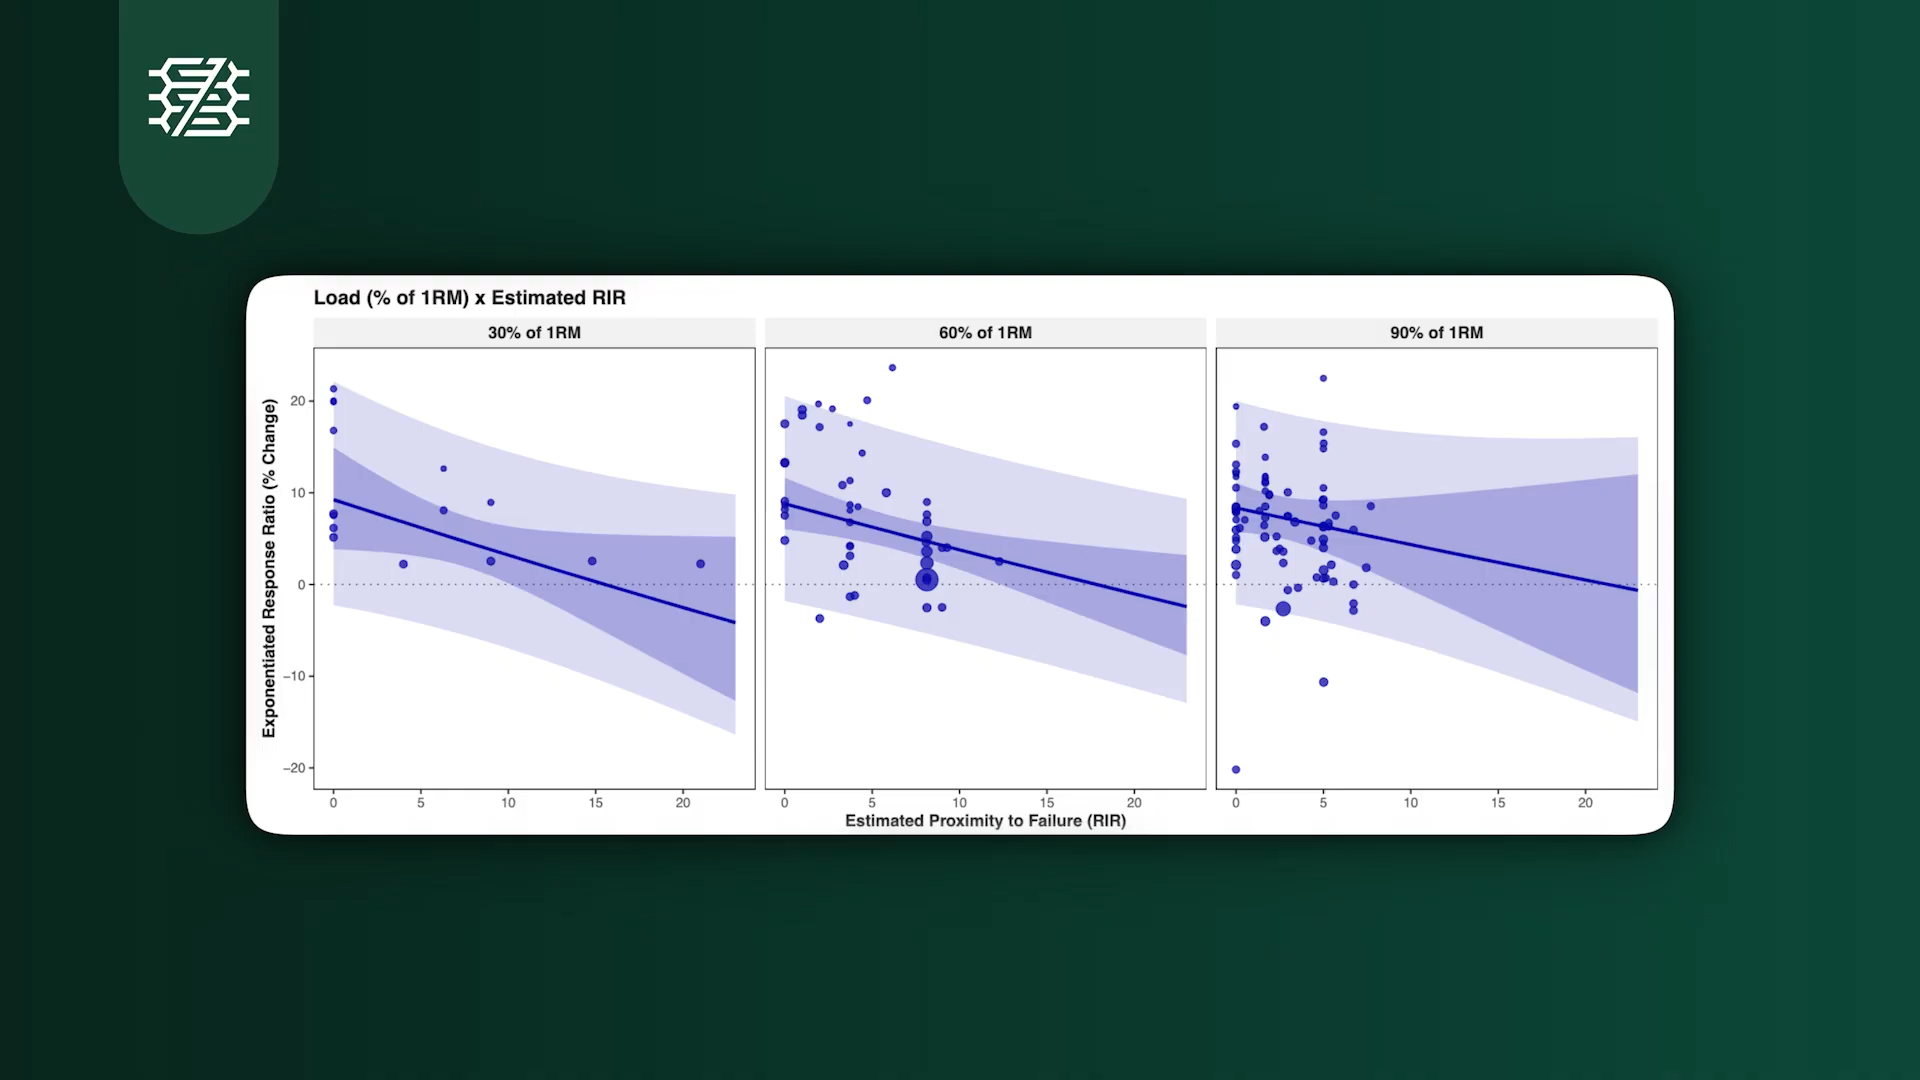 Load (% of 1RM) x Estimated RIR
30% of 1RM
60% of 1RM
90% of 1RM
Exponentiated Response Ratio (% Change)
20
10
0
−10
−20
0 5 10 15 20
0 5 10 15 20
0 5 10 15 20
Estimated Proximity to Failure (RIR)